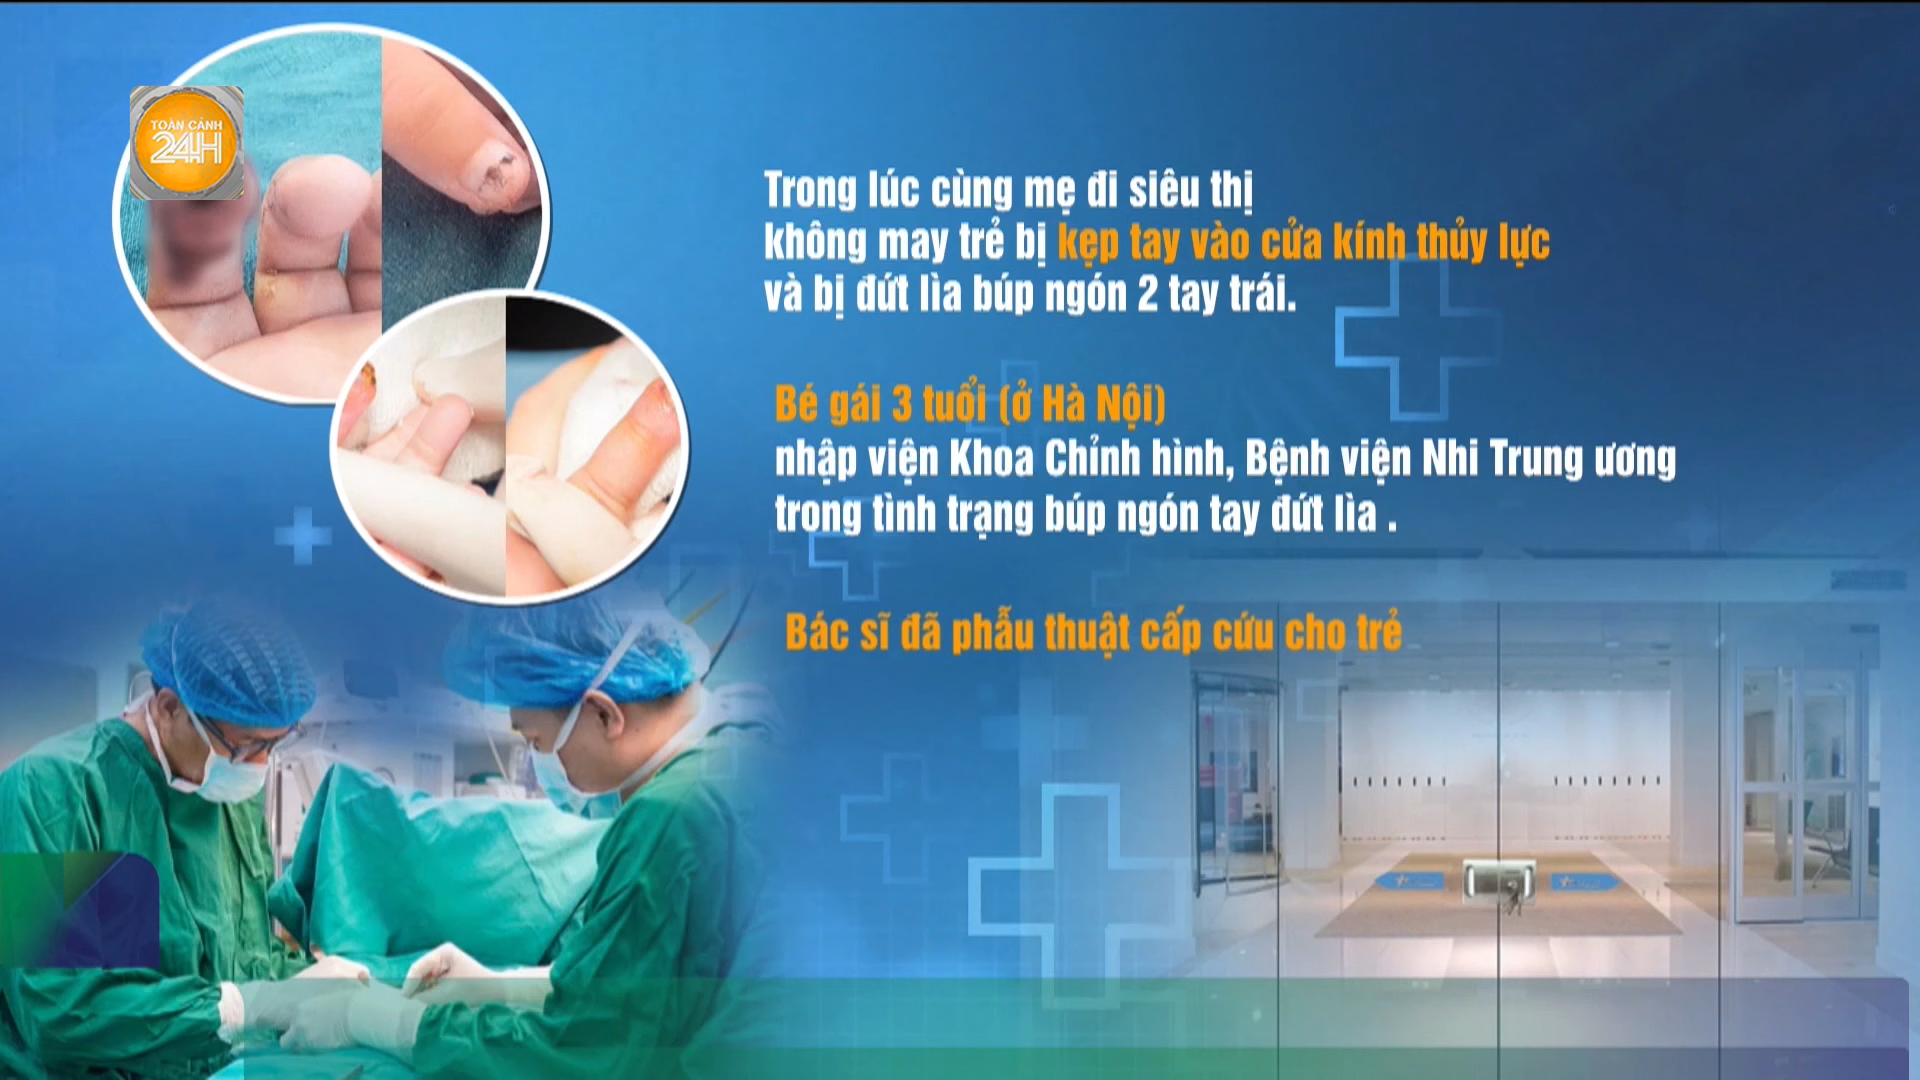 TOÀN CẢNH
24H
Trong lúc cùng mẹ đi siêu thị
không may trẻ bị kẹp tay vào cửa kính thủy lực
và bị đứt lìa búp ngón 2 tay trái.
Bé gái 3 tuổi (ở Hà Nội)
nhập viện Khoa Chỉnh hình, Bệnh viện Nhi Trung ương
trong tình trạng búp ngón tay đứt lìa .
Bác sĩ đã phẫu thuật cấp cứu cho trẻ